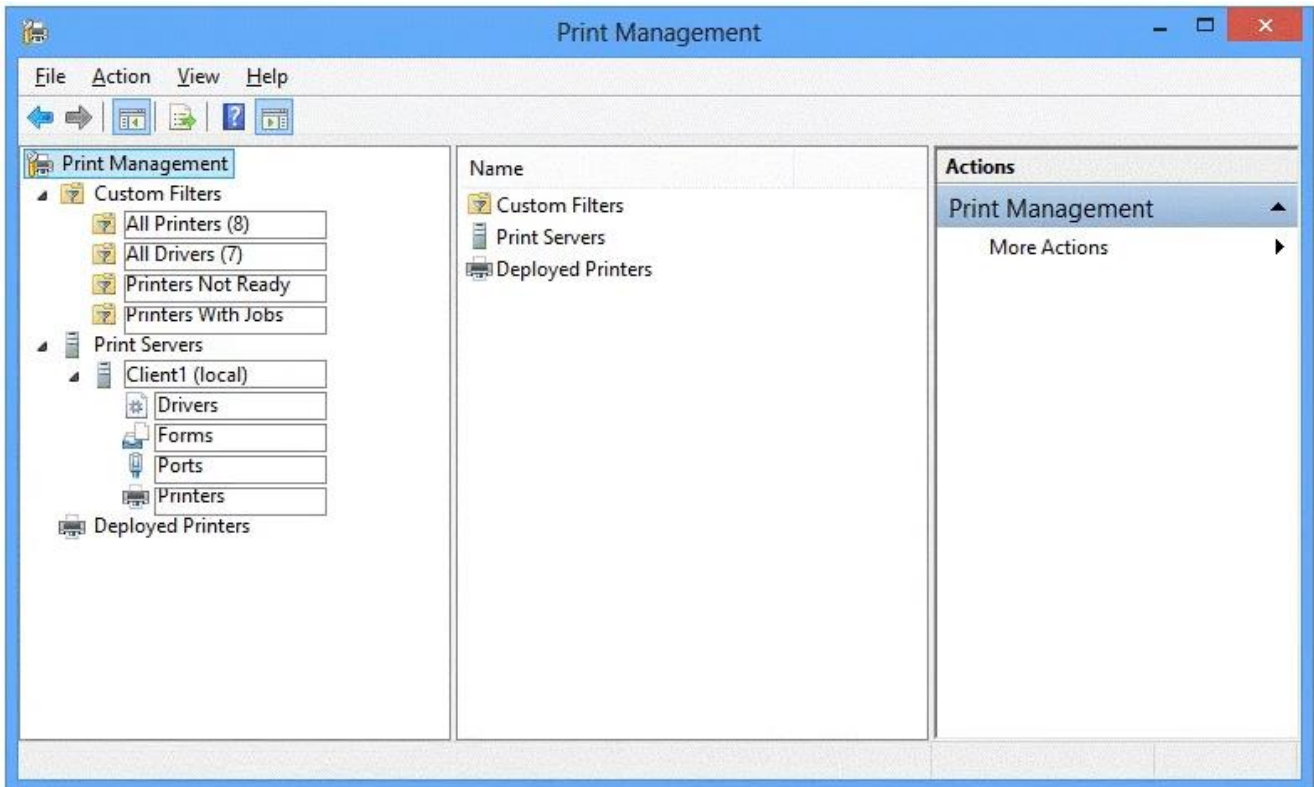 Print Management
File Action View Help
?
Print Management
Custom Filters
All Printers (8)
All Drivers (7)
Printers Not Ready
Printers With Jobs
Print Servers
Client1 (local)
Drivers
Forms
Ports
Printers
Deployed Printers
Name
Custom Filters
Print Servers
Deployed Printers
Actions
Print Management
More Actions